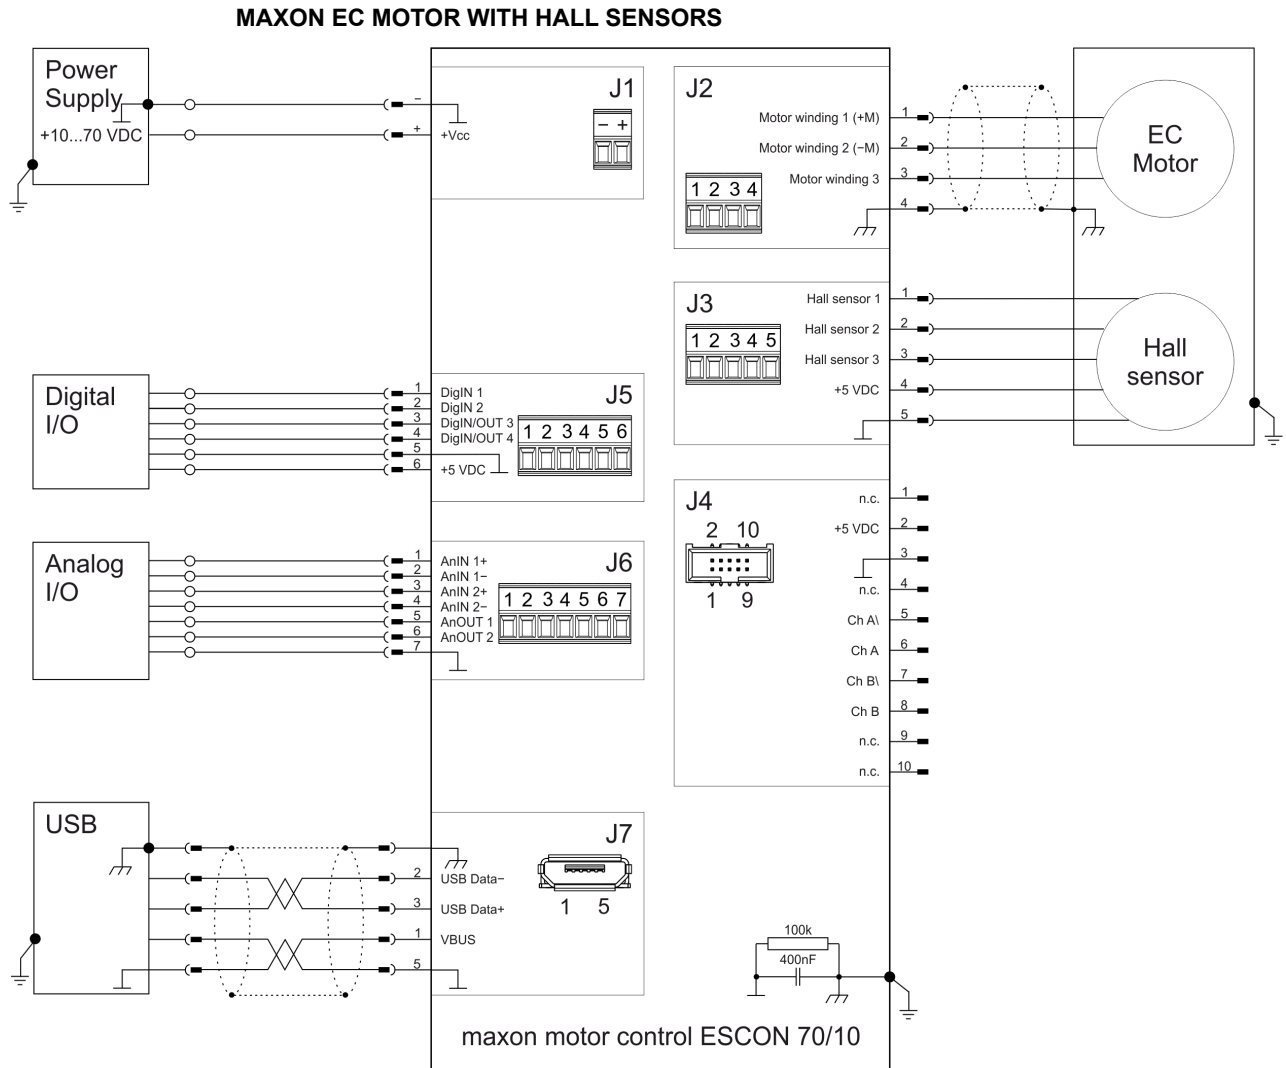 MAXON EC MOTOR WITH HALL SENSORS
Power
Supply
+10...70 VDC
−
+
+Vcc
J1
− +
J2
Motor winding 1 (+M)
Motor winding 2 (−M)
Motor winding 3
1 2 3 4
1
2
3
4
EC
Motor
J3
1 2 3 4 5
Hall sensor 1
Hall sensor 2
Hall sensor 3
+5 VDC
1
2
3
4
5
Hall
sensor
Digital
I/O
1
2
3
4
5
6
DigIN 1
DigIN 2
DigIN/OUT 3
DigIN/OUT 4
+5 VDC
J5
1 2 3 4 5 6
J4
2 10
1 9
n.c.
+5 VDC
n.c.
Ch A\
Ch A
Ch B\
Ch B
n.c.
n.c.
1
2
3
4
5
6
7
8
9
10
Analog
I/O
1
2
3
4
5
6
7
AnIN 1+
AnIN 1−
AnIN 2+
AnIN 2−
AnOUT 1
AnOUT 2
J6
1 2 3 4 5 6 7
USB
2
3
1
5
USB Data−
USB Data+
VBUS
J7
1 5
100k
400nF
maxon motor control ESCON 70/10